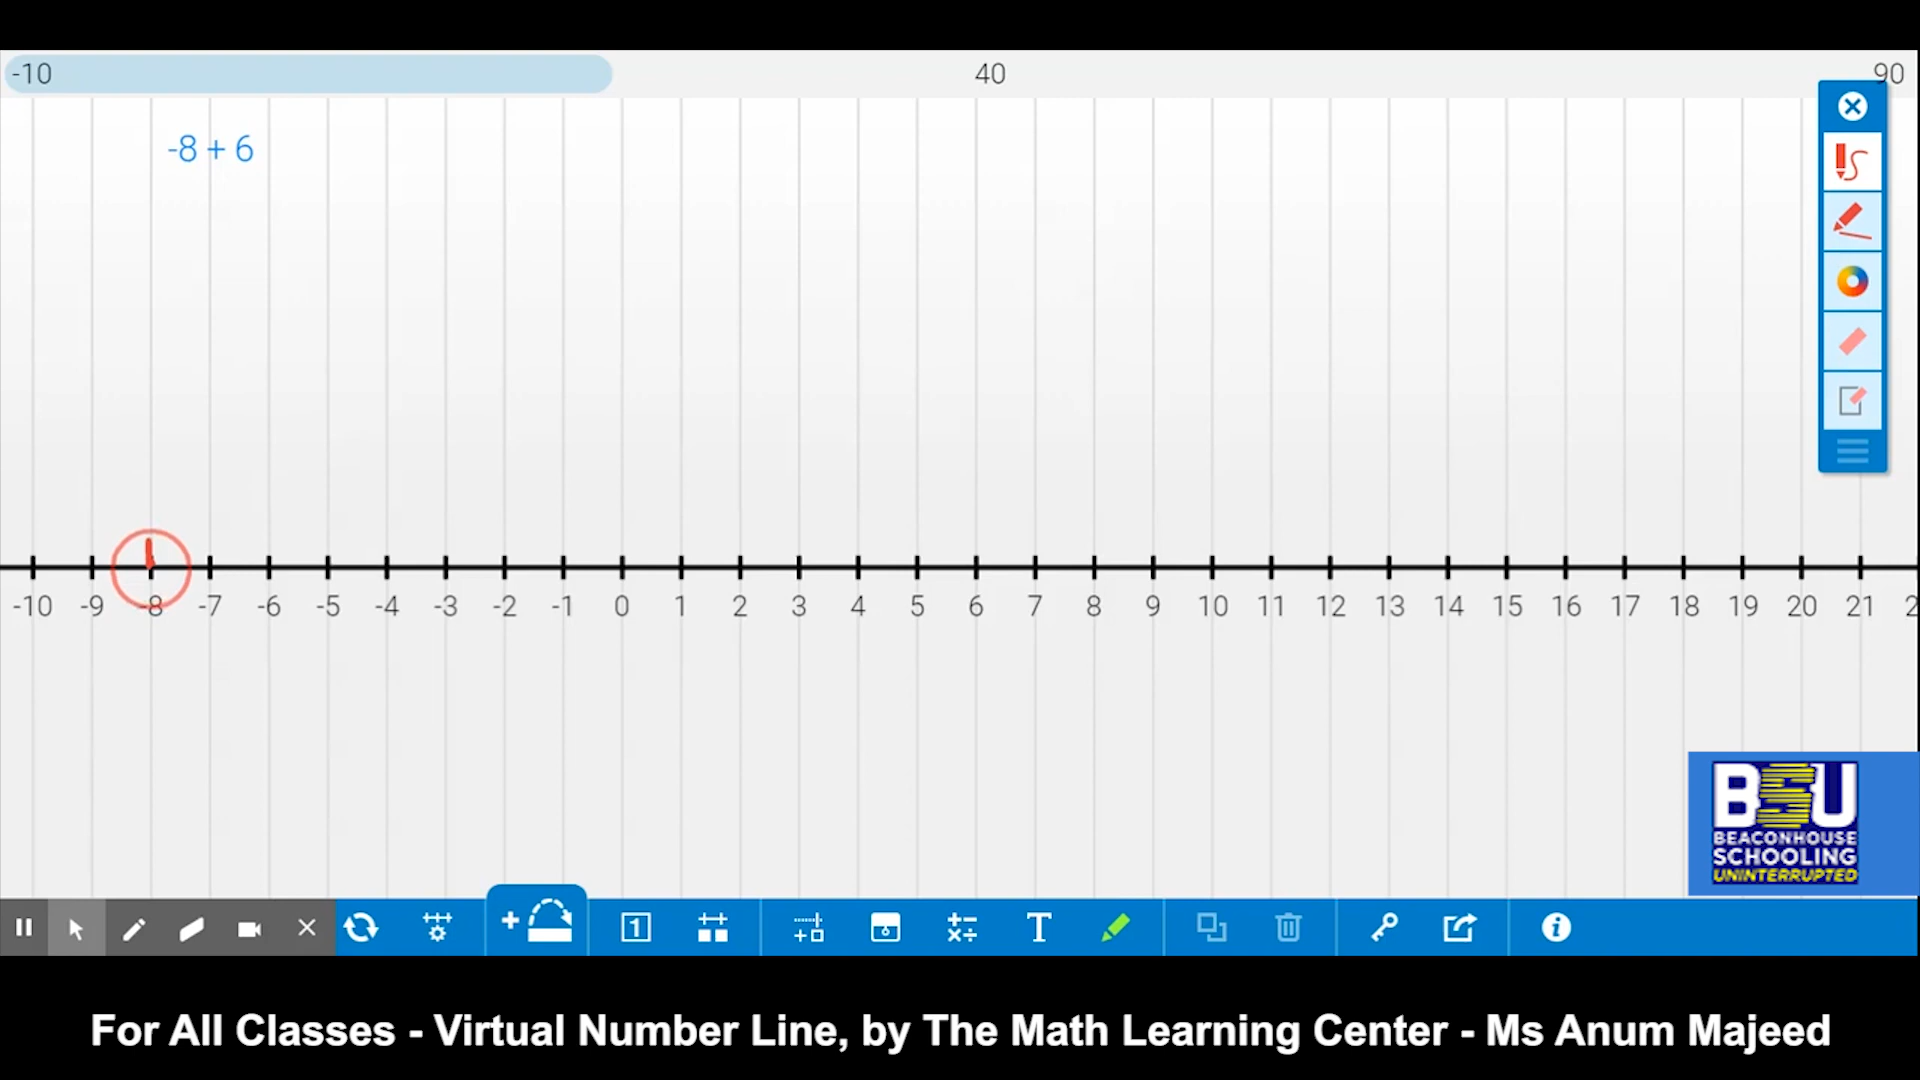 -10 40 90
-8 + 6
-10 -9 -8 -7 -6 -5 -4 -3 -2 -1 0 1 2 3 4 5 6 7 8 9 10 11 12 13 14 15 16 17 18 19 20 21 2
BSU
BEACONHOUSE
SCHOOLING
UNINTERRUPTED
1 T i
For All Classes - Virtual Number Line, by The Math Learning Center - Ms Anum Majeed